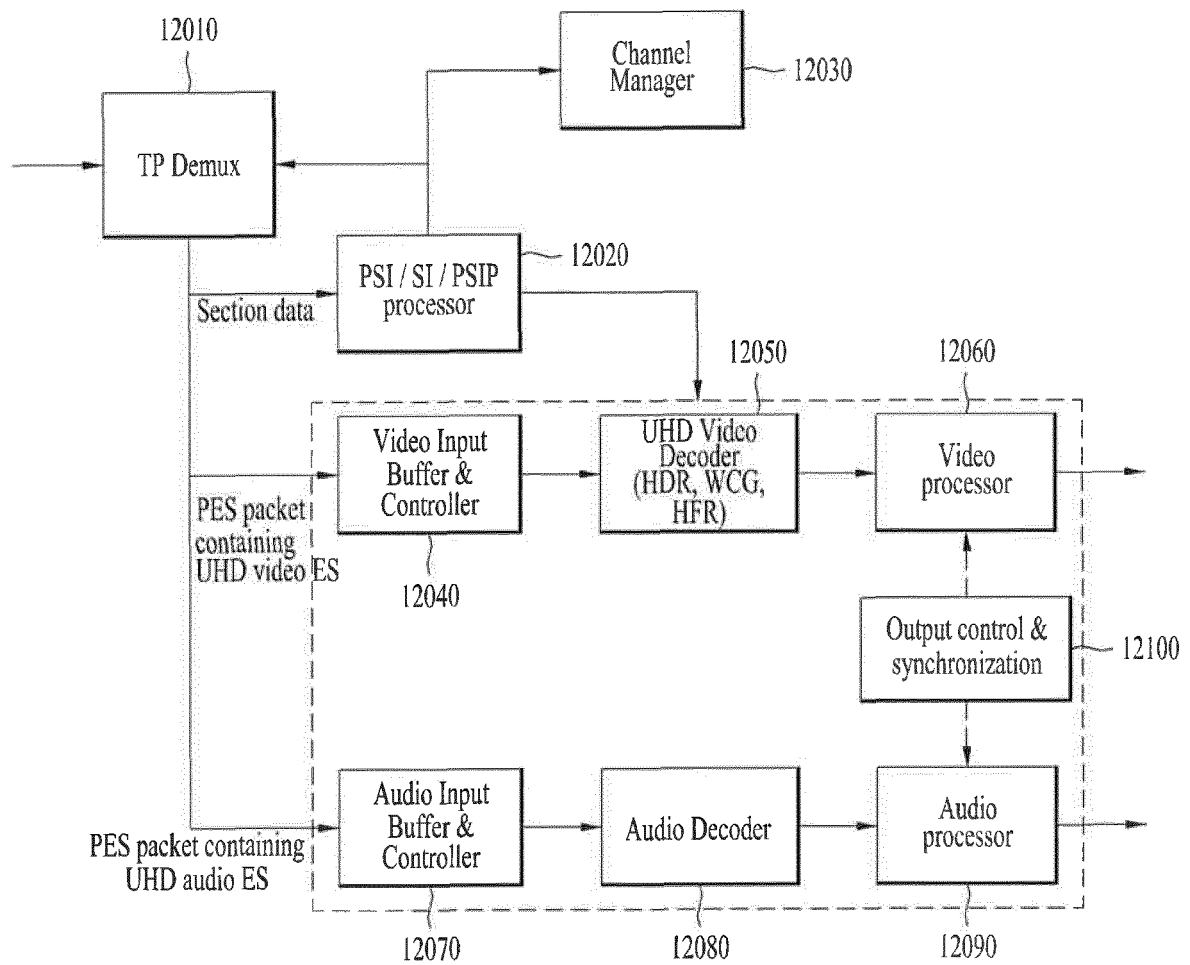 12010
Channel
Manager
12030
TP Demux
12020
PSI / SI / PSIP
processor
Section data
12050
12060
Video Input
Buffer &
Controller
UHD Video
Decoder
(HDR, WCG,
HFR)
Video
processor
PES packet
containing
UHD video ES
12040
Output control &
synchronization
12100
Audio Input
Buffer &
Controller
Audio Decoder
Audio
processor
PES packet containing
UHD audio ES
12070
12080
12090